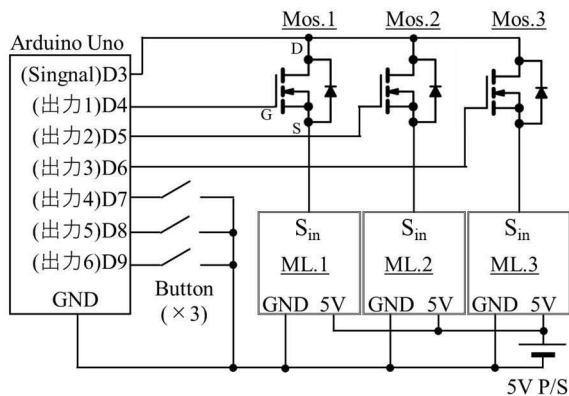 Mos.1 Mos.2 Mos.3
Arduino Uno
D
(Singnal)D3
(出力1)D4
G
S
(出力2)D5
(出力3)D6
(出力4)D7
(出力5)D8
(出力6)D9
GND
Button
(×3)
Sin Sin Sin
ML.1 ML.2 ML.3
GND 5V GND 5V GND 5V
5V P/S